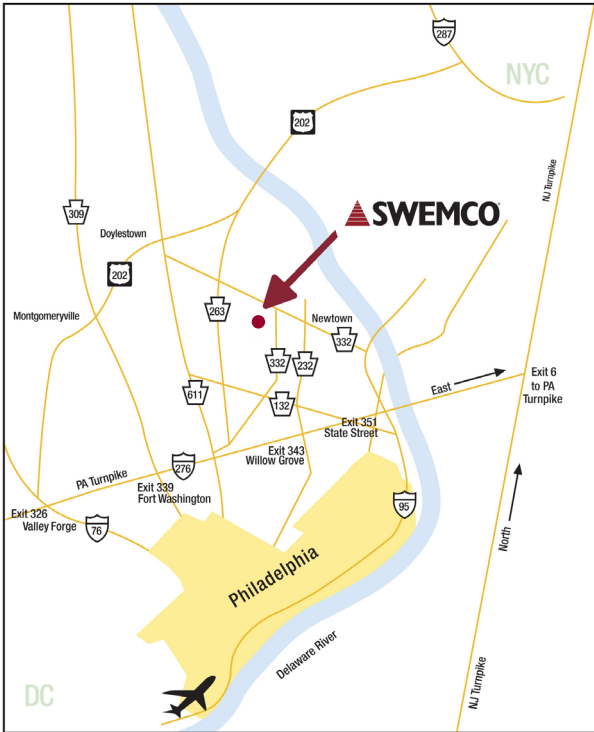 287
NYC
202
NJ Turnpike
SWEMCO
309
Doylestown
202
263
Montgomeryville
Newtown
332
332
232
Exit 6
to PA
Turnpike
East
611
132
Exit 351
State Street
Exit 343
Willow Grove
276
PA Turnpike
Exit 339
Fort Washington
95
Exit 326
Valley Forge
76
North
Philadelphia
Delaware River
NJ Turnpike
DC